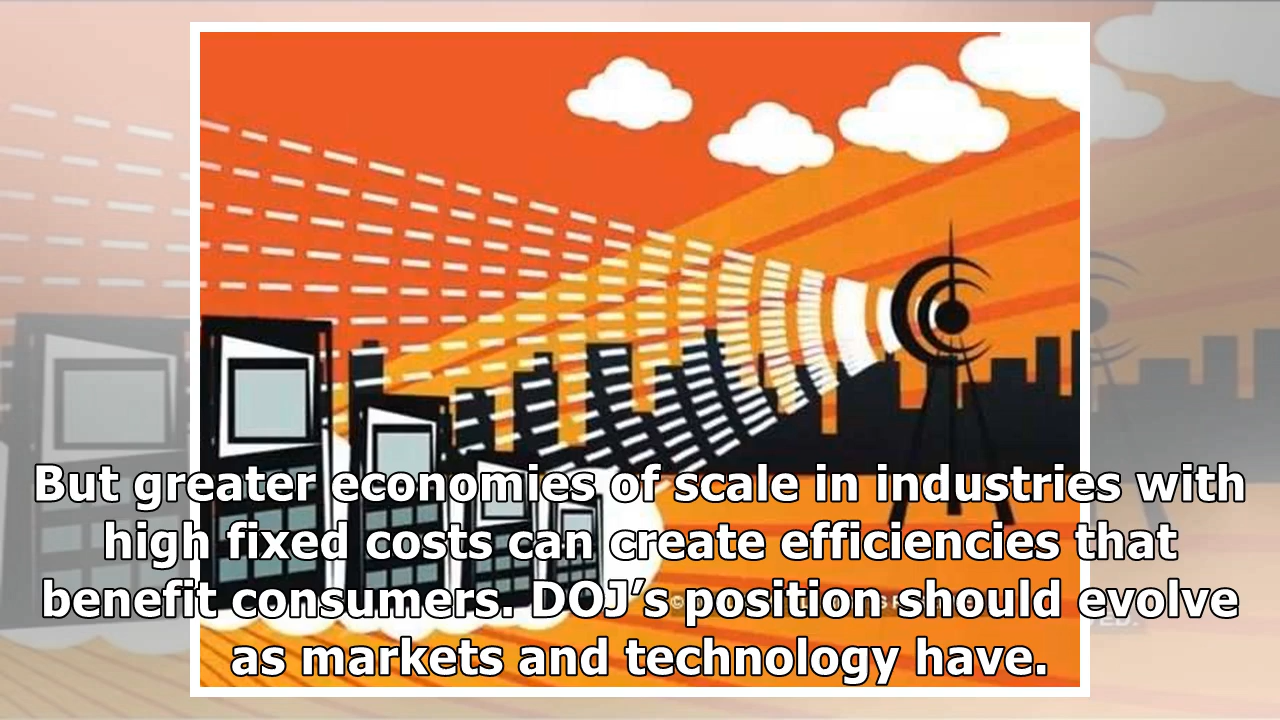 But greater economies of scale in industries with
high fixed costs can create efficiencies that
benefit consumers. DOJ’s position should evolve
as markets and technology have.